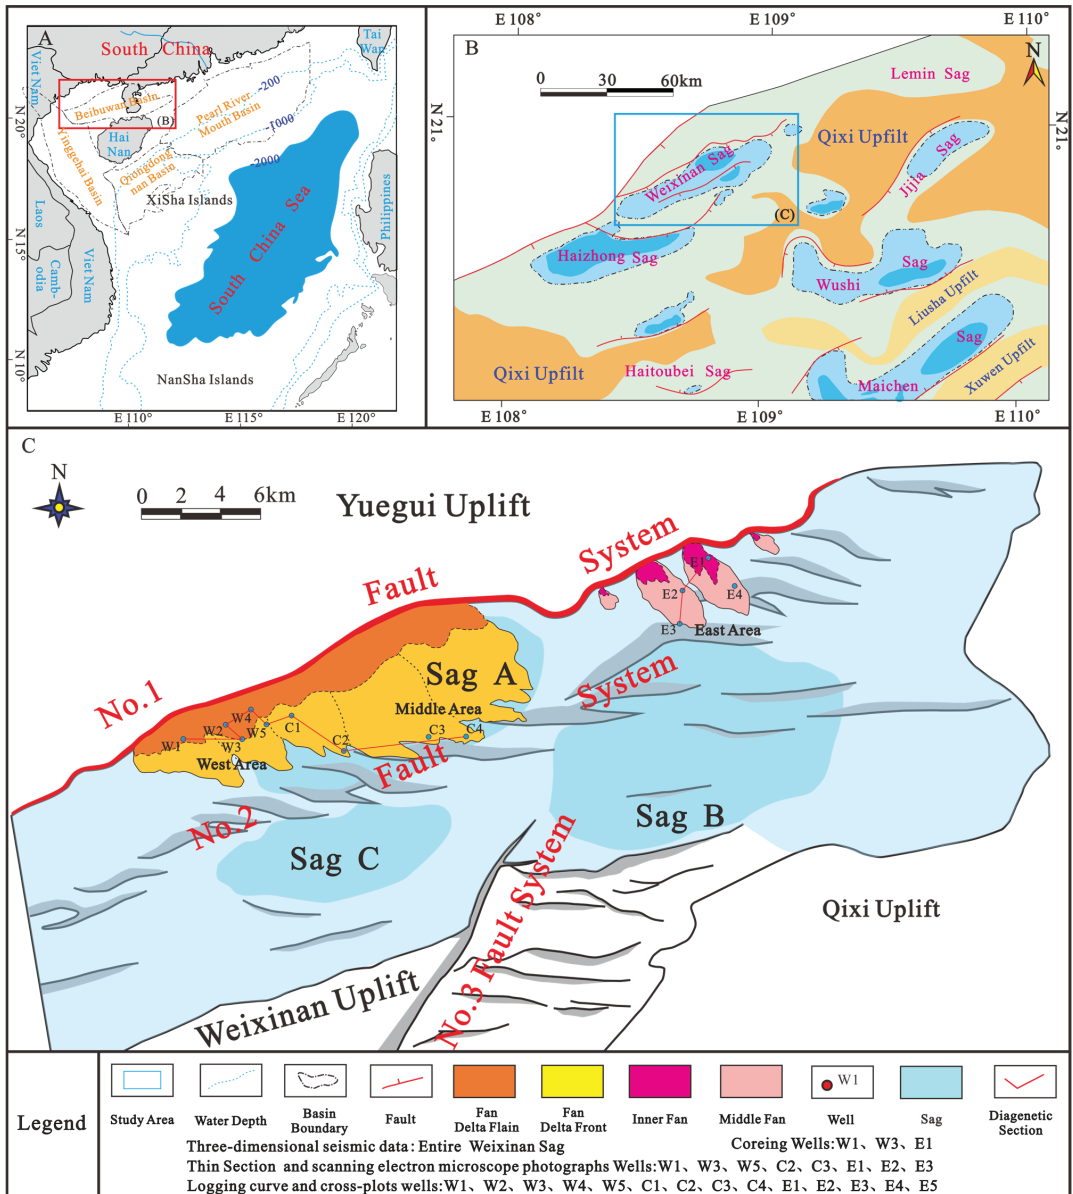 A
South China
Tai
Wan
Viet Nam
Beibuwan Basin
(B)
Hai
Nan
Pearl River
Mouth Basin
-200
-1000
-2000
Yinggehai Basin
Qiongdong
nan Basin
XiSha Islands
South China Sea
Philippines
Laos
Camb-
odia
Viet Nam
NanSha Islands
N 20°
N 15°
N 10°
E 110°
E 115°
E 120°
E 108°
E 109°
E 110°
B
0 30 60km
N
N 21°
N 21°
Lemin Sag
Qixi Upfilt
Weixinan Sag
(C)
Jijia Sag
Haizhong Sag
Wushi Sag
Liusha Upfilt
Qixi Upfilt
Haitoubei Sag
Maichen Sag
Xuwen Upfilt
E 108°
E 109°
E 110°
C
N
0 2 4 6km
Yuegui Uplift
No.1 Fault System
E1
E2
E4
E3
East Area
Sag A
Middle Area
W4
W2
W1
W3
W5
C1
C2
C3
C4
West Area
No.2 Fault System
Sag B
Sag C
No.3 Fault System
Weixinan Uplift
Qixi Uplift
Legend
Study Area
Water Depth
Basin
Boundary
Fault
Fan
Delta Flain
Fan
Delta Front
Inner Fan
Middle Fan
W1
Well
Sag
Diagenetic
Section
Three-dimensional seismic data: Entire Weixinan Sag
Coreing Wells:W1、W3、E1
Thin Section and scanning electron microscope photographs Wells:W1、W3、W5、C2、C3、E1、E2、E3
Logging curve and cross-plots wells:W1、W2、W3、W4、W5、C1、C2、C3、C4、E1、E2、E3、E4、E5